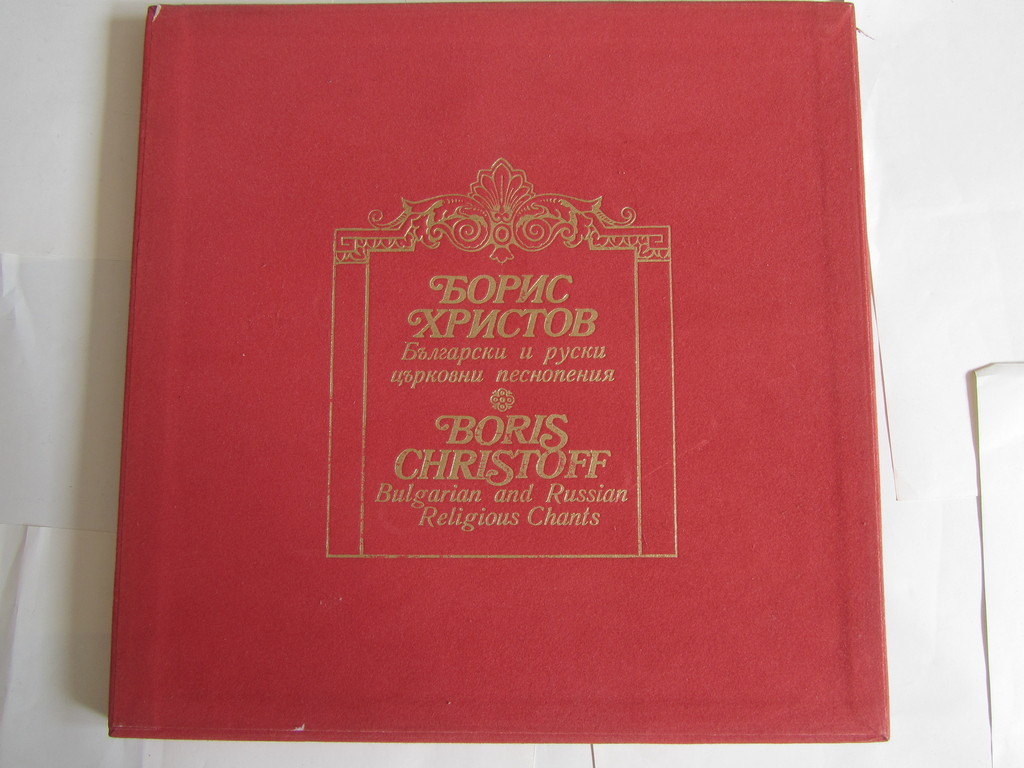 БОРИС
ХРИСТОВ
Български и руски
църковни песнопения
BORIS
CHRISTOFF
Bulgarian and Russian
Religious Chants